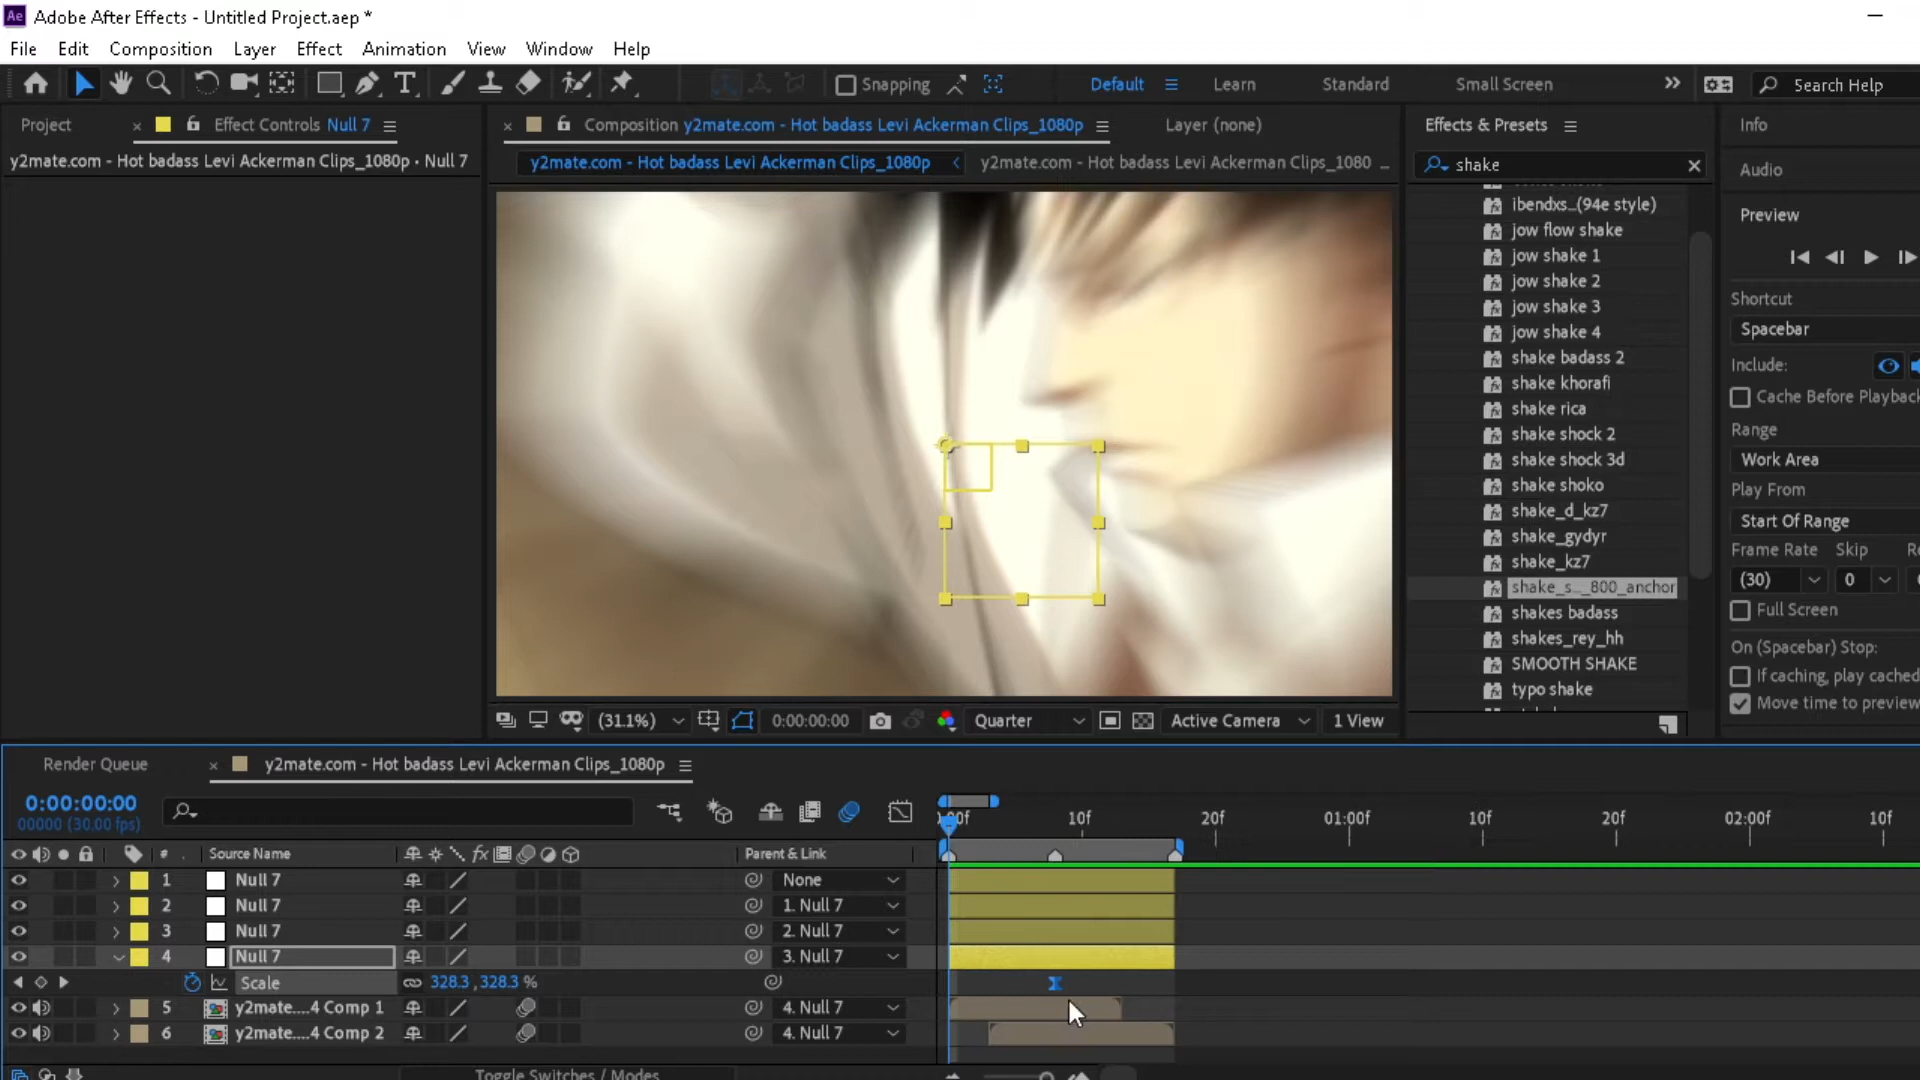 Ae Adobe After Effects - Untitled Project.aep *
File Edit Composition Layer Effect Animation View Window Help
T Snapping Default Learn Standard Small Screen Search Help
Project Effect Controls Null 7 Composition y2mate.com - Hot badass Levi Ackerman Clips_1080p Layer (none) Effects & Presets Info
y2mate.com - Hot badass Levi Ackerman Clips_1080p • Null 7 y2mate.com - Hot badass Levi Ackerman Clips_1080p y2mate.com - Hot badass Levi Ackerman Clips_1080 ... shake Audio
ibendxs_(94e style)
jow flow shake
jow shake 1
jow shake 2
jow shake 3
jow shake 4
shake badass 2
shake khorafi
shake rica
shake shock 2
shake shock 3d
shake shoko
shake_d_kz7
shake_gydyr
shake_kz7
shake_s..._800_anchor
shakes badass
shakes_rey_hh
SMOOTH SHAKE
typo shake
Preview
Shortcut
Spacebar
Include:
Cache Before Playback
Range
Work Area
Play From
Start Of Range
Frame Rate Skip
(30) 0
Full Screen
On (Spacebar) Stop:
If caching, play cached
Move time to preview
(31.1%) 0:00:00:00 Quarter Active Camera 1 View
Render Queue y2mate.com - Hot badass Levi Ackerman Clips_1080p
0:00:00:00
00000 (30.00 fps)
10f 20f 01:00f 10f 20f 02:00f 10f
# Source Name fx Parent & Link
1 Null 7 None
2 Null 7 1. Null 7
3 Null 7 2. Null 7
4 Null 7 3. Null 7
Scale 328.3, 328.3 %
5 y2mate....4 Comp 1 4. Null 7
6 y2mate....4 Comp 2 4. Null 7
Toggle Switches / Modes